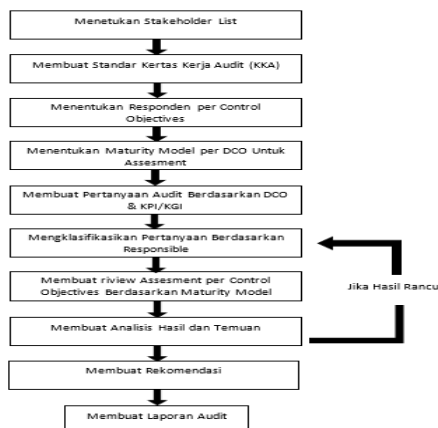 Menetukan Stakeholder List
Membuat Standar Kertas Kerja Audit (KKA)
Menentukan Responden per Control
Objectives
Menentukan Maturity Model per DCO Untuk
Assesment
Membuat Pertanyaan Audit Berdasarkan DCO
& KPI/KGI
Mengklasifikasikan Pertanyaan Berdasarkan
Responsible
Membuat riview Assesment per Control
Objectives Berdasarkan Maturity Model
Jika Hasil Rancu
Membuat Analisis Hasil dan Temuan
Membuat Rekomendasi
Membuat Laporan Audit